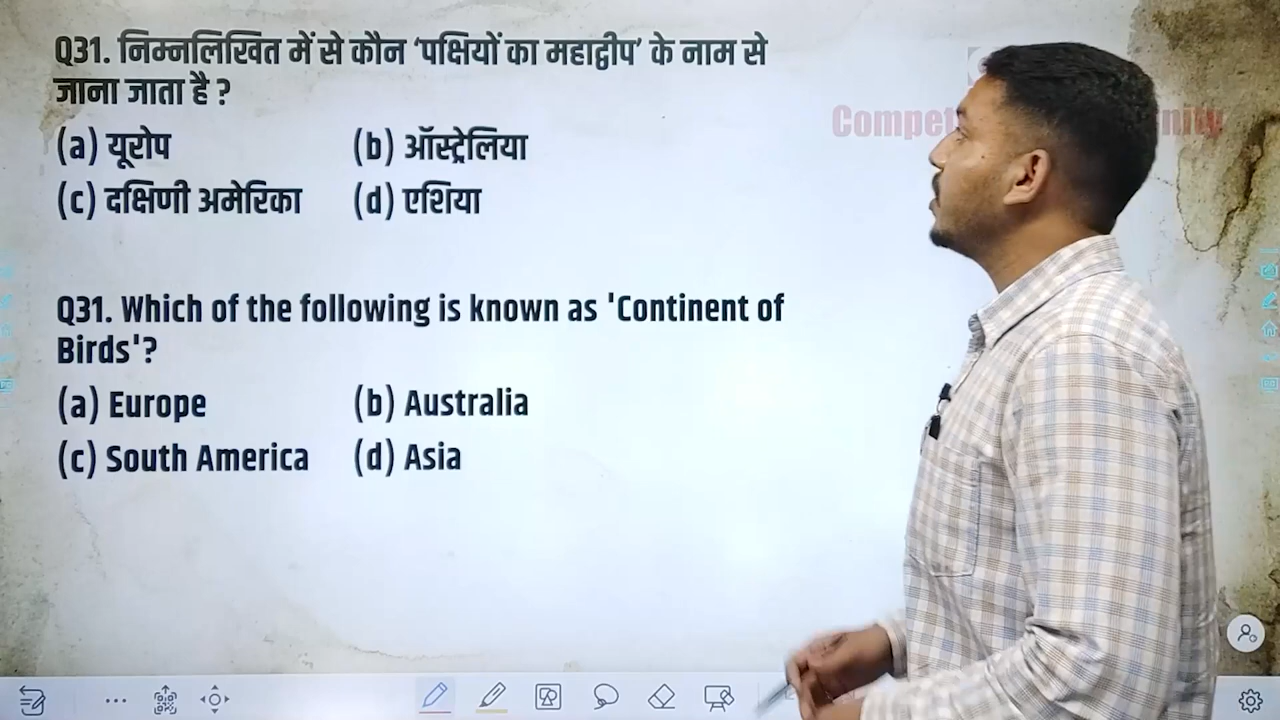 Q31. निम्नलिखित में से कौन ‘पक्षियों का महाद्वीप’ के नाम से
जाना जाता है ?
(a) यूरोप (b) ऑस्ट्रेलिया
(c) दक्षिणी अमेरिका (d) एशिया
Q31. Which of the following is known as 'Continent of
Birds'?
(a) Europe (b) Australia
(c) South America (d) Asia